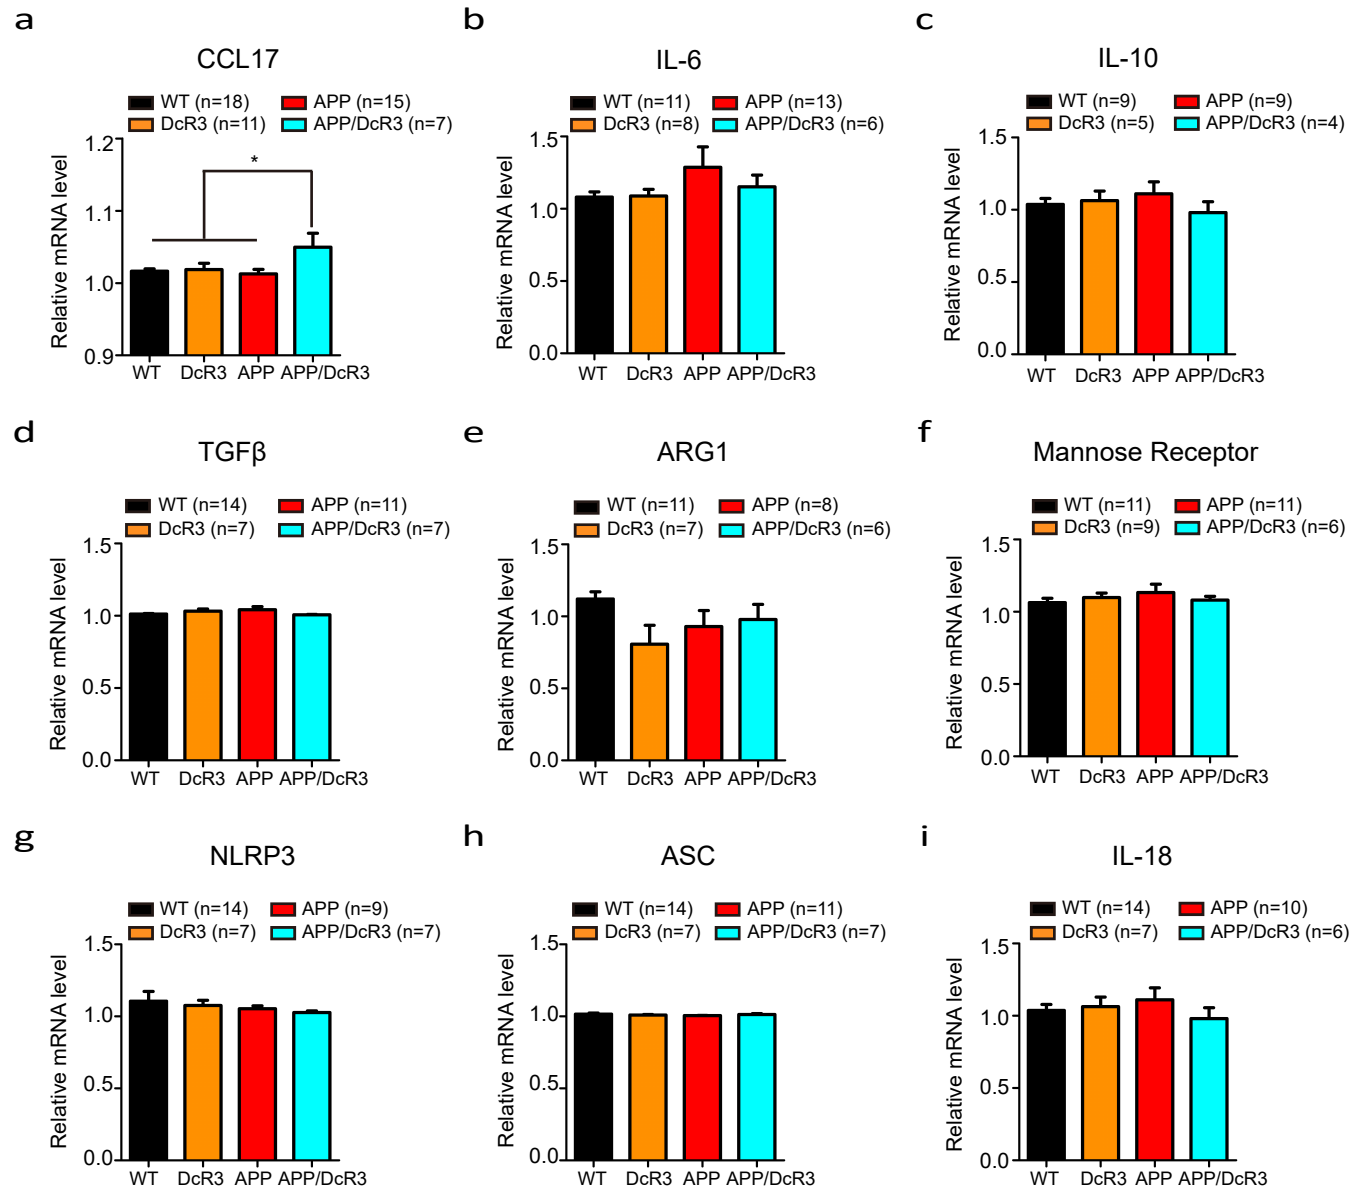 a
CCL17
WT (n=18) APP (n=15)
DcR3 (n=11) APP/DcR3 (n=7)
Relative mRNA level
1.2
1.1
1.0
0.9
*
WT DcR3 APP APP/DcR3
b
IL-6
WT (n=11) APP (n=13)
DcR3 (n=8) APP/DcR3 (n=6)
Relative mRNA level
1.5
1.0
0.5
0.0
WT DcR3 APP APP/DcR3
c
IL-10
WT (n=9) APP (n=9)
DcR3 (n=5) APP/DcR3 (n=4)
Relative mRNA level
1.5
1.0
0.5
0.0
WT DcR3 APP APP/DcR3
d
TGFβ
WT (n=14) APP (n=11)
DcR3 (n=7) APP/DcR3 (n=7)
Relative mRNA level
1.5
1.0
0.5
0.0
WT DcR3 APP APP/DcR3
e
ARG1
WT (n=11) APP (n=8)
DcR3 (n=7) APP/DcR3 (n=6)
Relative mRNA level
1.5
1.0
0.5
0.0
WT DcR3 APP APP/DcR3
f
Mannose Receptor
WT (n=11) APP (n=11)
DcR3 (n=9) APP/DcR3 (n=6)
Relative mRNA level
1.5
1.0
0.5
0.0
WT DcR3 APP APP/DcR3
g
NLRP3
WT (n=14) APP (n=9)
DcR3 (n=7) APP/DcR3 (n=7)
Relative mRNA level
1.5
1.0
0.5
0.0
WT DcR3 APP APP/DcR3
h
ASC
WT (n=14) APP (n=11)
DcR3 (n=7) APP/DcR3 (n=7)
Relative mRNA level
1.5
1.0
0.5
0.0
WT DcR3 APP APP/DcR3
i
IL-18
WT (n=14) APP (n=10)
DcR3 (n=7) APP/DcR3 (n=6)
Relative mRNA level
1.5
1.0
0.5
0.0
WT DcR3 APP APP/DcR3